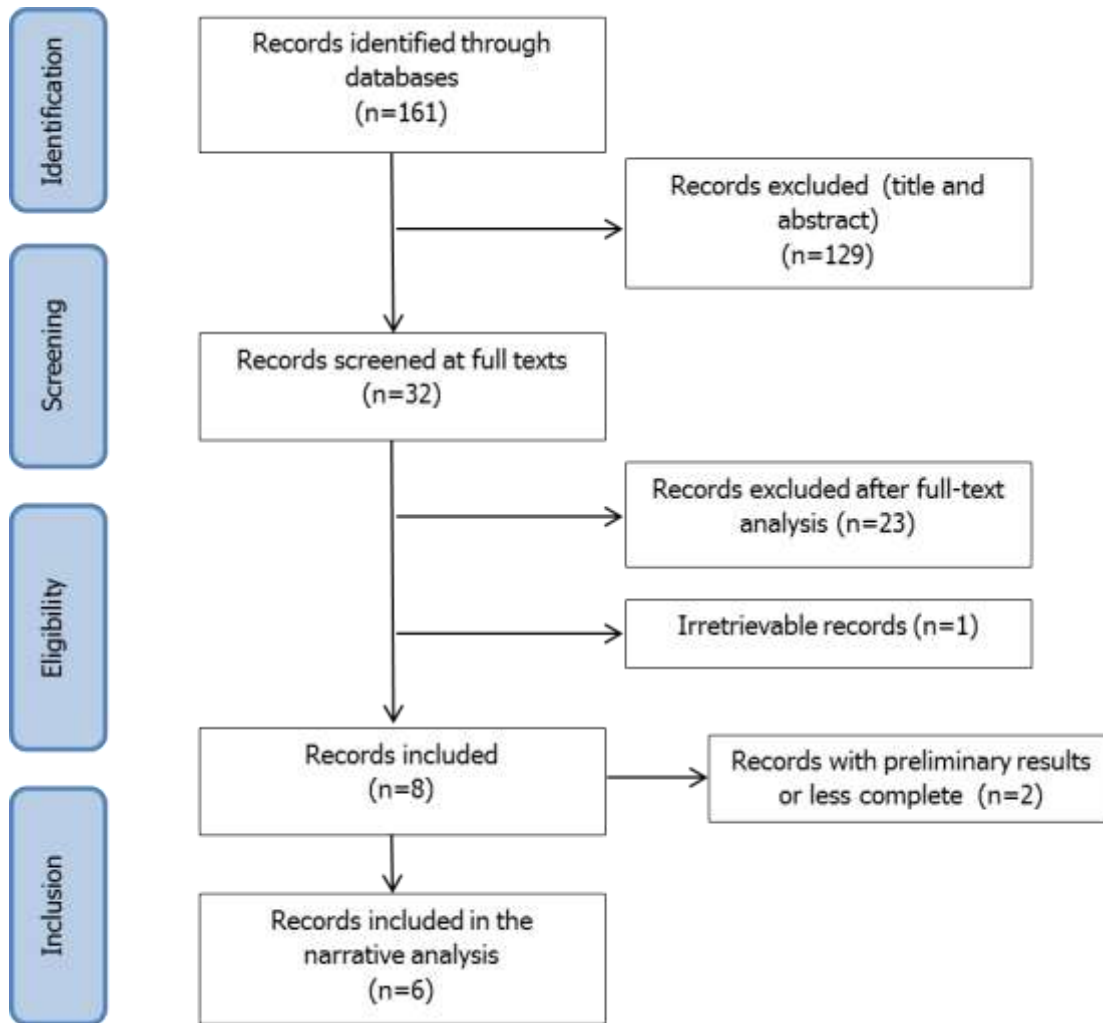 Identification
Records identified through
databases
(n=161)
Records excluded (title and
abstract)
(n=129)
Screening
Records screened at full texts
(n=32)
Records excluded after full-text
analysis (n=23)
Eligibility
Irretrievable records (n=1)
Records included
(n=8)
Records with preliminary results
or less complete (n=2)
Inclusion
Records included in the
narrative analysis
(n=6)